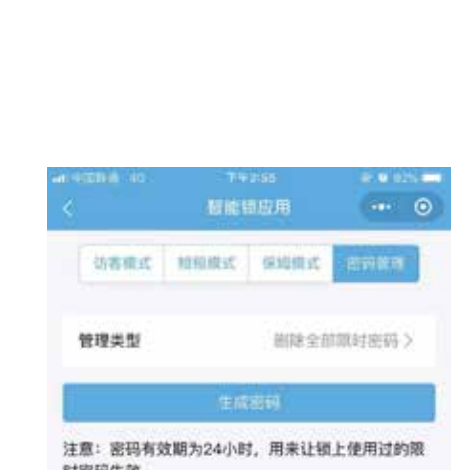 中国联通 4G 下午2:55 92%
智能锁应用
访客模式 短租模式 保姆模式 密码管理
管理类型 删除全部限时密码
生成密码
注意：密码有效期为24小时，用来让锁上使用过的限
时密码失效